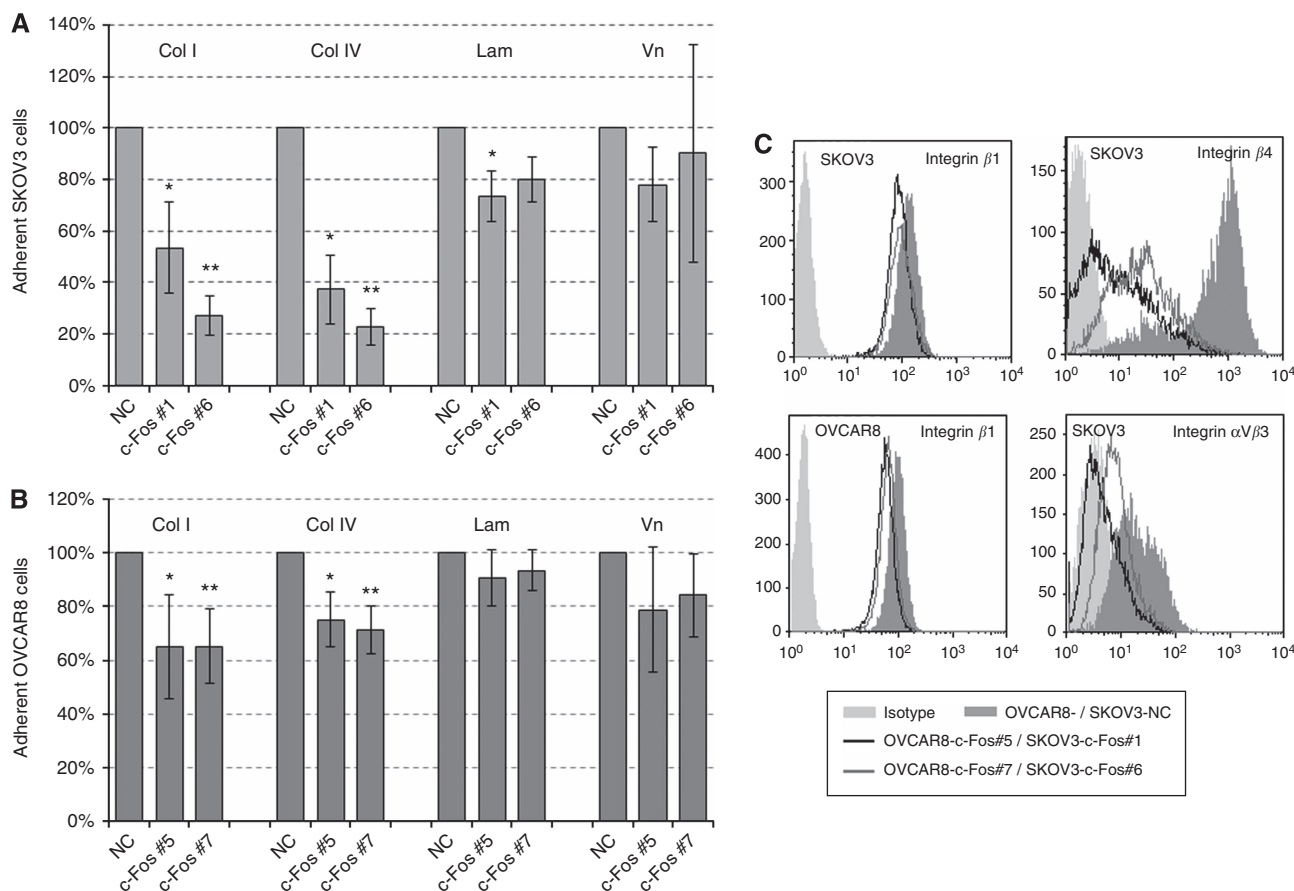 A
Adherent SKOV3 cells
140%
120%
100%
80%
60%
40%
20%
0%
Col I
Col IV
Lam
Vn
*
**
*
**
*
NC
c-Fos #1
c-Fos #6
NC
c-Fos #1
c-Fos #6
NC
c-Fos #1
c-Fos #6
NC
c-Fos #1
c-Fos #6
B
Adherent OVCAR8 cells
120%
100%
80%
60%
40%
20%
0%
Col I
Col IV
Lam
Vn
*
**
*
**
NC
c-Fos #5
c-Fos #7
NC
c-Fos #5
c-Fos #7
NC
c-Fos #5
c-Fos #7
NC
c-Fos #5
c-Fos #7
C
SKOV3 Integrin β1
300
200
100
0
10⁰ 10¹ 10² 10³ 10⁴
SKOV3 Integrin β4
150
100
50
0
10⁰ 10¹ 10² 10³ 10⁴
OVCAR8 Integrin β1
400
300
200
100
0
10⁰ 10¹ 10² 10³ 10⁴
SKOV3 Integrin αVβ3
250
200
150
100
50
0
10⁰ 10¹ 10² 10³ 10⁴
Isotype OVCAR8- / SKOV3-NC
OVCAR8-c-Fos#5 / SKOV3-c-Fos#1
OVCAR8-c-Fos#7 / SKOV3-c-Fos#6